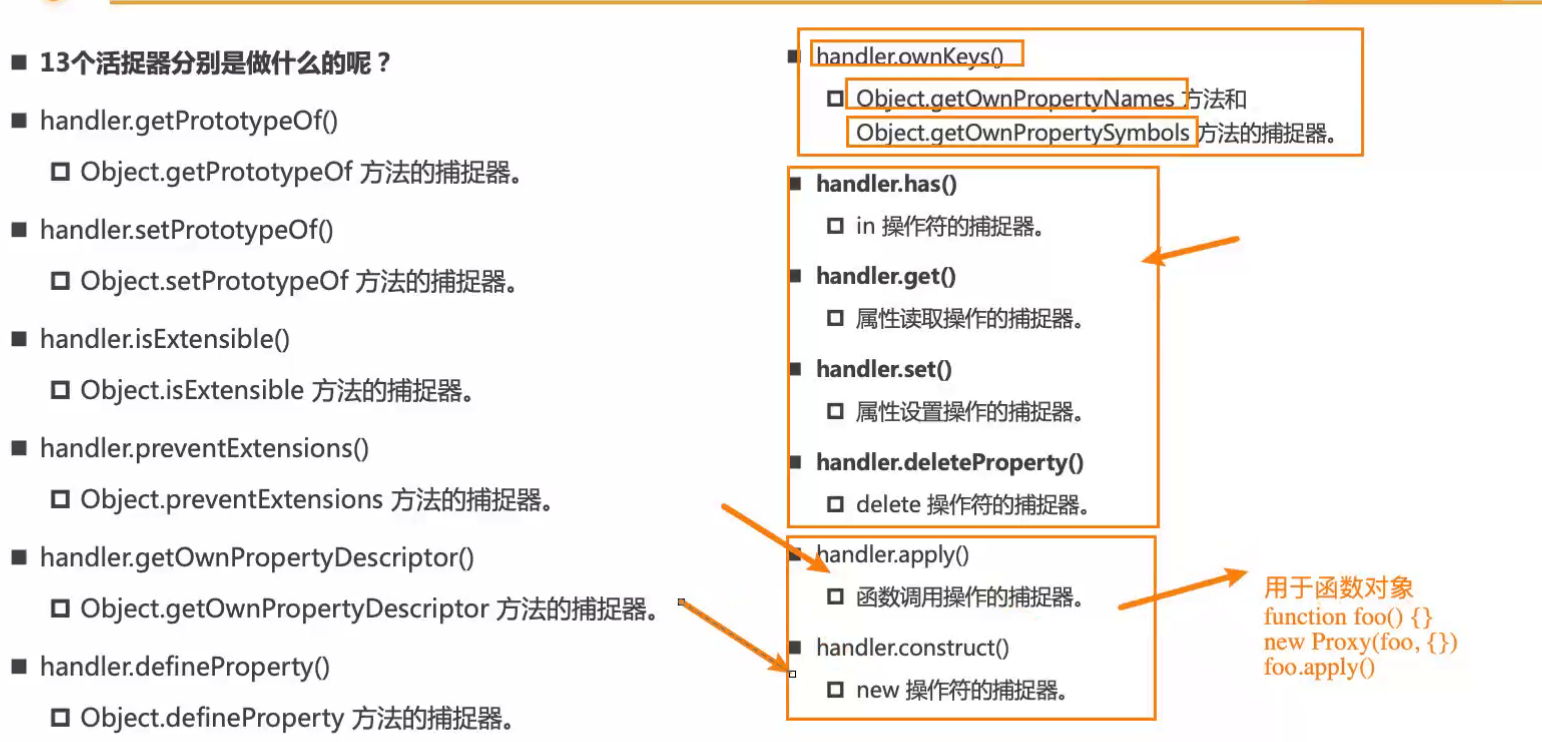 13个活捉器分别是做什么的呢？
handler.getPrototypeOf()
Object.getPrototypeOf 方法的捕捉器。
handler.setPrototypeOf()
Object.setPrototypeOf 方法的捕捉器。
handler.isExtensible()
Object.isExtensible 方法的捕捉器。
handler.preventExtensions()
Object.preventExtensions 方法的捕捉器。
handler.getOwnPropertyDescriptor()
Object.getOwnPropertyDescriptor 方法的捕捉器。
handler.defineProperty()
Object.defineProperty 方法的捕捉器。
handler.ownKeys()
Object.getOwnPropertyNames 方法和
Object.getOwnPropertySymbols 方法的捕捉器。
handler.has()
in 操作符的捕捉器。
handler.get()
属性读取操作的捕捉器。
handler.set()
属性设置操作的捕捉器。
handler.deleteProperty()
delete 操作符的捕捉器。
handler.apply()
函数调用操作的捕捉器。
handler.construct()
new 操作符的捕捉器。
用于函数对象
function foo() {}
new Proxy(foo, {})
foo.apply()